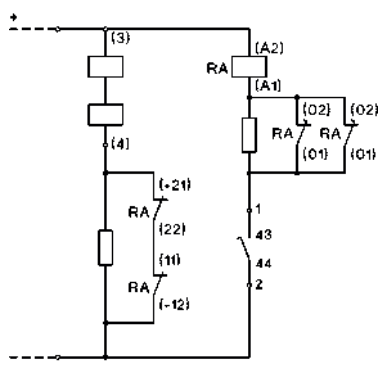 +
(3)
(A2)
RA
(A1)
(02) (02)
RA RA
(01) (01)
(4)
(+21)
RA
(22)
(11)
RA
(+12)
1
43
44
2